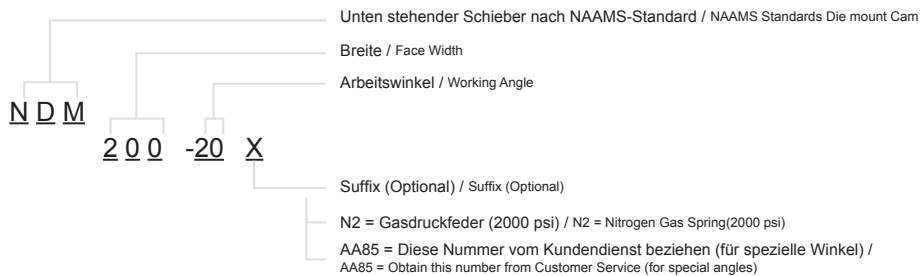 Unten stehender Schieber nach NAAMS-Standard / NAAMS Standards Die mount Cam
Breite / Face Width
Arbeitswinkel / Working Angle
N D M
2 0 0 -20 X
Suffix (Optional) / Suffix (Optional)
N2 = Gasdruckfeder (2000 psi) / N2 = Nitrogen Gas Spring(2000 psi)
AA85 = Diese Nummer vom Kundendienst beziehen (für spezielle Winkel) /
AA85 = Obtain this number from Customer Service (for special angles)